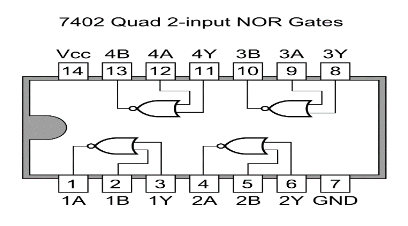 7402 Quad 2-input NOR Gates
Vcc 4B 4A 4Y 3B 3A 3Y
14 13 12 11 10 9 8
1 2 3 4 5 6 7
1A 1B 1Y 2A 2B 2Y GND